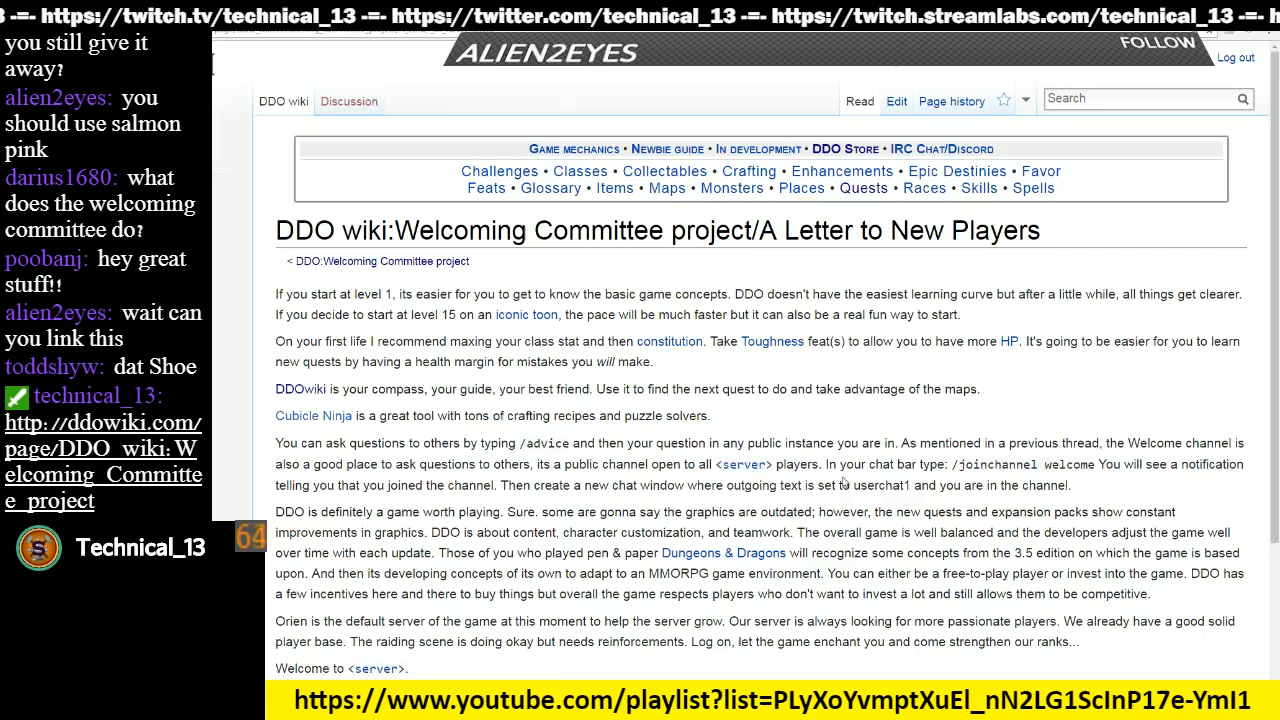 3 -=- https://twitch.tv/technical_13 -=- https://twitter.com/technical_13 -=- https://twitch.streamlabs.com/technical_13 -=- h
you still give it
away?
alien2eyes: you
should use salmon
pink
darius1680: what
does the welcoming
committee do?
poobanj: hey great
stuff!!
alien2eyes: wait can
you link this
toddshyw: dat Shoe
technical_13:
http://ddowiki.com/
page/DDO_wiki:W
elcoming_Committe
e_project
Technical_13
64
ALIEN2EYES
FOLLOW
Log out
DDO wiki Discussion Read Edit Page history Search
Game mechanics • Newbie guide • In development • DDO Store • IRC Chat/Discord
Challenges • Classes • Collectables • Crafting • Enhancements • Epic Destinies • Favor
Feats • Glossary • Items • Maps • Monsters • Places • Quests • Races • Skills • Spells
DDO wiki:Welcoming Committee project/A Letter to New Players
< DDO:Welcoming Committee project
If you start at level 1, its easier for you to get to know the basic game concepts. DDO doesn't have the easiest learning curve but after a little while, all things get clearer.
If you decide to start at level 15 on an iconic toon, the pace will be much faster but it can also be a real fun way to start.
On your first life I recommend maxing your class stat and then constitution. Take Toughness feat(s) to allow you to have more HP. It's going to be easier for you to learn
new quests by having a health margin for mistakes you will make.
DDOwiki is your compass, your guide, your best friend. Use it to find the next quest to do and take advantage of the maps.
Cubicle Ninja is a great tool with tons of crafting recipes and puzzle solvers.
You can ask questions to others by typing /advice and then your question in any public instance you are in. As mentioned in a previous thread, the Welcome channel is
also a good place to ask questions to others, its a public channel open to all <server> players. In your chat bar type: /joinchannel welcome You will see a notification
telling you that you joined the channel. Then create a new chat window where outgoing text is set to userchat1 and you are in the channel.
DDO is definitely a game worth playing. Sure. some are gonna say the graphics are outdated; however, the new quests and expansion packs show constant
improvements in graphics. DDO is about content, character customization, and teamwork. The overall game is well balanced and the developers adjust the game well
over time with each update. Those of you who played pen & paper Dungeons & Dragons will recognize some concepts from the 3.5 edition on which the game is based
upon. And then its developing concepts of its own to adapt to an MMORPG game environment. You can either be a free-to-play player or invest into the game. DDO has
a few incentives here and there to buy things but overall the game respects players who don't want to invest a lot and still allows them to be competitive.
Orien is the default server of the game at this moment to help the server grow. Our server is always looking for more passionate players. We already have a good solid
player base. The raiding scene is doing okay but needs reinforcements. Log on, let the game enchant you and come strengthen our ranks...
Welcome to <server>.
https://www.youtube.com/playlist?list=PLyXoYvmptXuEl_nN2LG1ScInP17e-YmI1